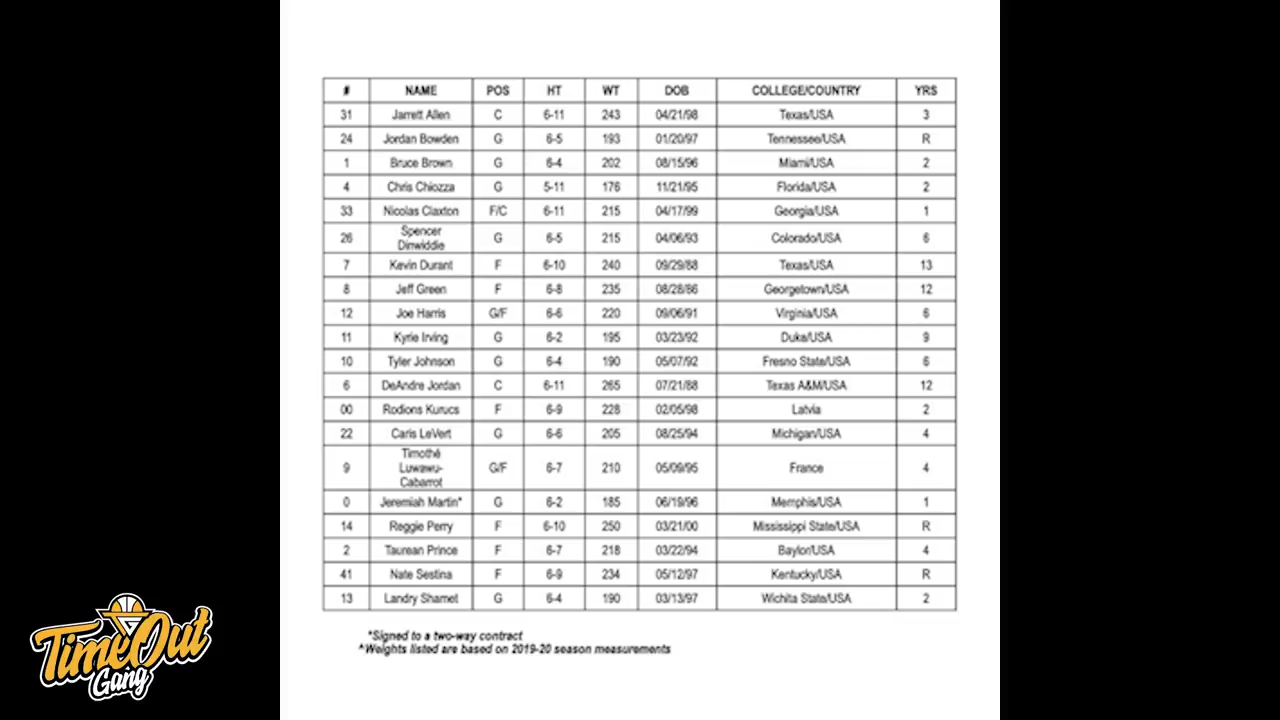 # NAME POS HT WT DOB COLLEGE/COUNTRY YRS
31 Jarrett Allen C 6-11 243 04/21/98 Texas/USA 3
24 Jordan Bowden G 6-5 193 01/20/97 Tennessee/USA R
1 Bruce Brown G 6-4 202 08/15/96 Miami/USA 2
4 Chris Chiozza G 5-11 176 11/21/95 Florida/USA 2
33 Nicolas Claxton F/C 6-11 215 04/17/99 Georgia/USA 1
26 Spencer Dinwiddie G 6-5 215 04/06/93 Colorado/USA 6
7 Kevin Durant F 6-10 240 09/29/88 Texas/USA 13
8 Jeff Green F 6-8 235 08/28/86 Georgetown/USA 12
12 Joe Harris G/F 6-6 220 09/06/91 Virginia/USA 6
11 Kyrie Irving G 6-2 195 03/23/92 Duke/USA 9
10 Tyler Johnson G 6-4 190 05/07/92 Fresno State/USA 6
6 DeAndre Jordan C 6-11 265 07/21/88 Texas A&M/USA 12
00 Rodions Kurucs F 6-9 228 02/05/98 Latvia 2
22 Caris LeVert G 6-6 205 08/25/94 Michigan/USA 4
9 Timothé Luwawu-Cabarrot G/F 6-7 210 05/09/95 France 4
0 Jeremiah Martin* G 6-2 185 06/19/96 Memphis/USA 1
14 Reggie Perry F 6-10 250 03/21/00 Mississippi State/USA R
2 Taurean Prince F 6-7 218 03/22/94 Baylor/USA 4
41 Nate Sestina F 6-9 234 05/12/97 Kentucky/USA R
13 Landry Shamet G 6-4 190 03/13/97 Wichita State/USA 2
*Signed to a two-way contract
^Weights listed are based on 2019-20 season measurements
TimeOut
Gang